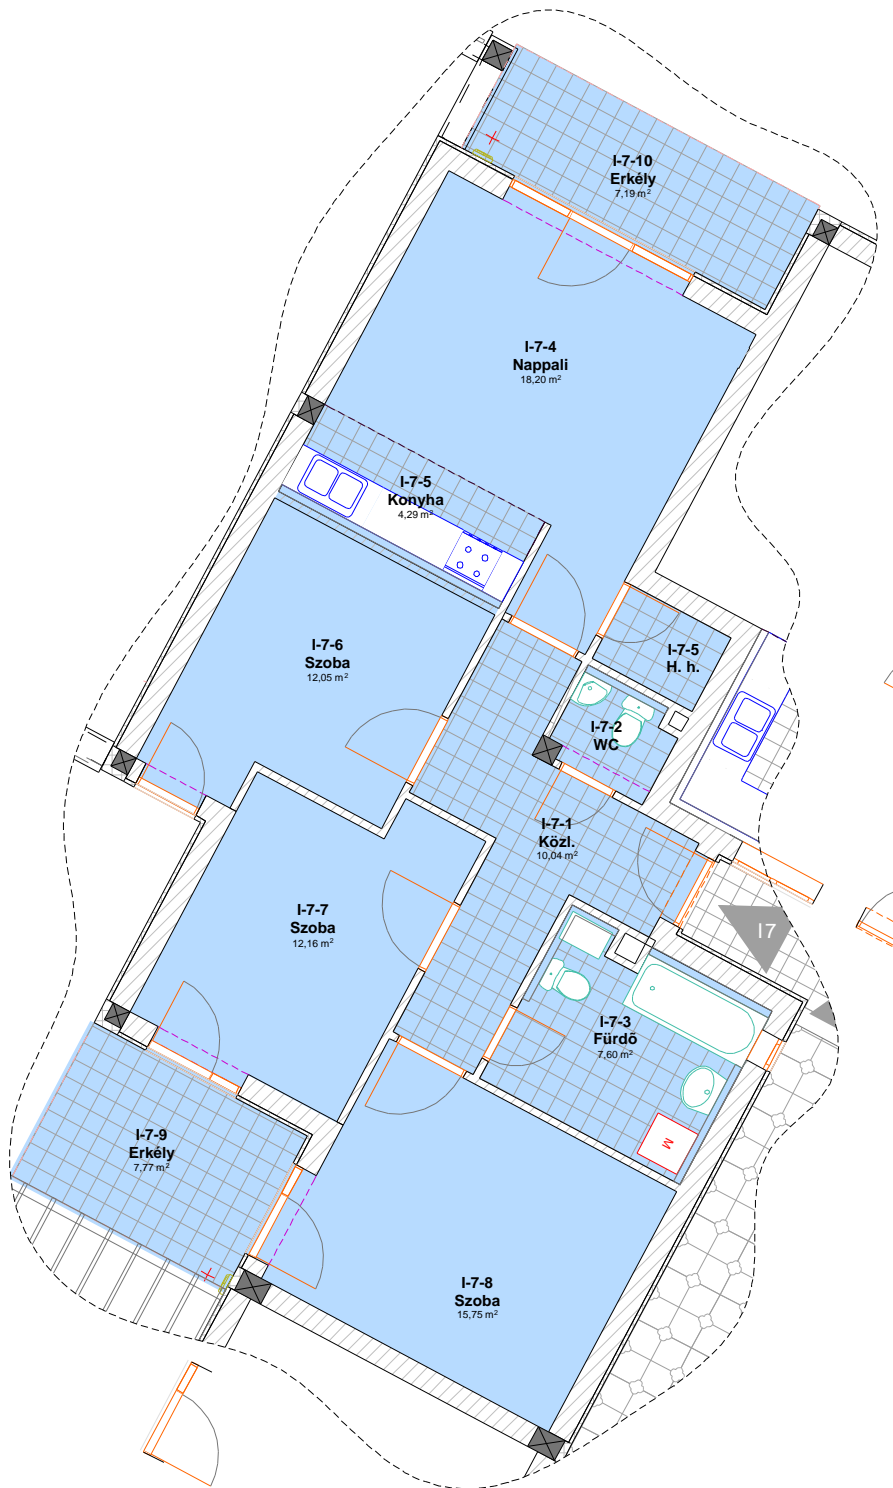 I-7-10
Erkély
7,19 m²
I-7-4
Nappali
18,20 m²
I-7-5
Konyha
4,29 m²
I-7-6
Szoba
12,05 m²
I-7-5
H. h.
I-7-2
WC
I-7-1
Közl.
10,04 m²
I-7-7
Szoba
12,16 m²
I7
I-7-3
Fürdõ
7,60 m²
M
I-7-9
Erkély
7,77 m²
I-7-8
Szoba
15,75 m²